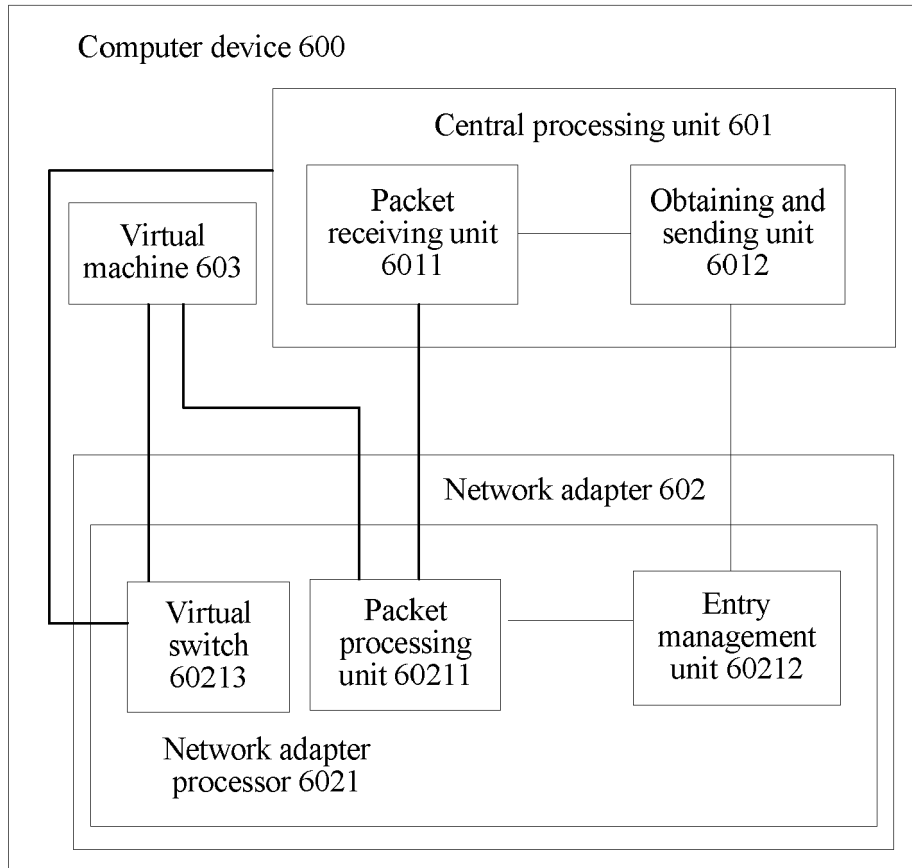 Computer device 600
Central processing unit 601
Packet
receiving unit
6011
Obtaining and
sending unit
6012
Virtual
machine 603
Network adapter 602
Virtual
switch
60213
Packet
processing
unit 60211
Entry
management
unit 60212
Network adapter
processor 6021